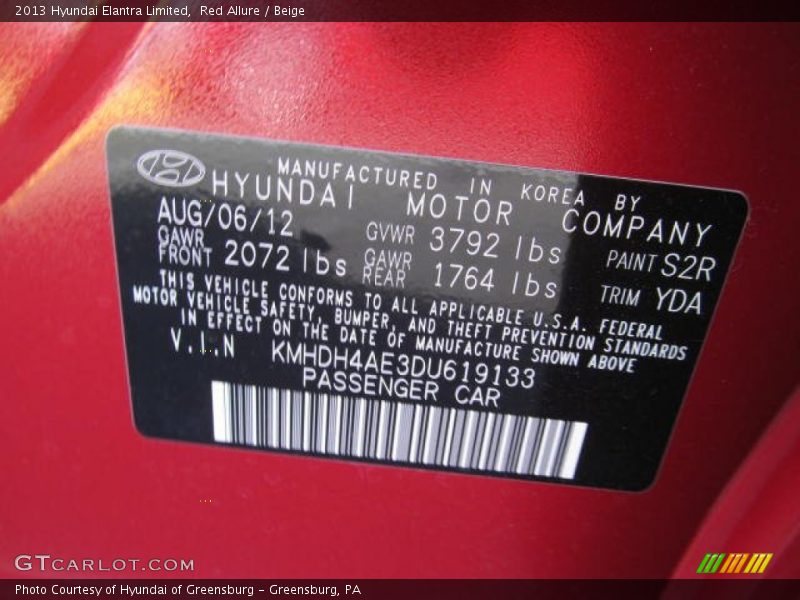 2013 Hyundai Elantra Limited, Red Allure / Beige
MANUFACTURED IN KOREA BY
HYUNDAI MOTOR COMPANY
AUG/06/12 GVWR 3792 lbs PAINT S2R
GAWR FRONT 2072 lbs GAWR REAR 1764 lbs TRIM YDA
THIS VEHICLE CONFORMS TO ALL APPLICABLE U.S.A. FEDERAL
MOTOR VEHICLE SAFETY, BUMPER, AND THEFT PREVENTION STANDARDS
IN EFFECT ON THE DATE OF MANUFACTURE SHOWN ABOVE
V.I.N KMHDH4AE3DU619133
PASSENGER CAR
GTCARLOT.COM
Photo Courtesy of Hyundai of Greensburg - Greensburg, PA